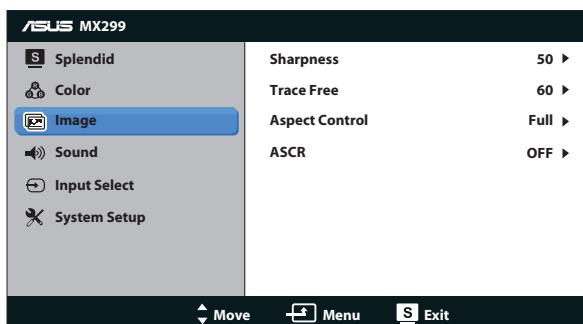 ASUS MX299
S Splendid
Color
Image
Sound
Input Select
System Setup
Sharpness 50
Trace Free 60
Aspect Control Full
ASCR OFF
Move Menu S Exit